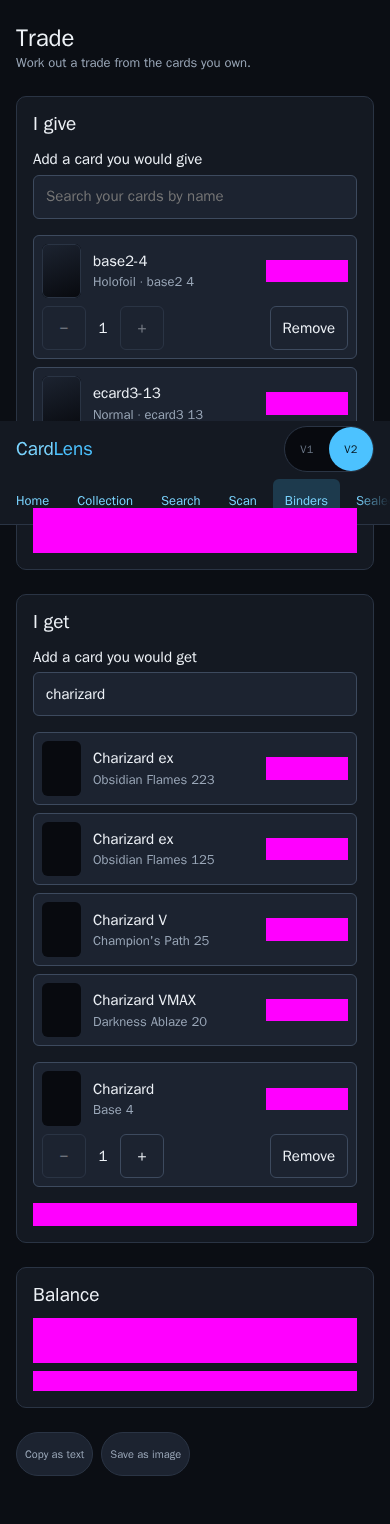 Trade
Work out a trade from the cards you own.
I give
Add a card you would give
Search your cards by name
base2-4
Holofoil · base2 4
− 1 + Remove
ecard3-13
Normal · ecard3 13
CardLens V1 V2
Home Collection Search Scan Binders Seale
I get
Add a card you would get
charizard
Charizard ex
Obsidian Flames 223
Charizard ex
Obsidian Flames 125
Charizard V
Champion's Path 25
Charizard VMAX
Darkness Ablaze 20
Charizard
Base 4
− 1 + Remove
Balance
Copy as text Save as image